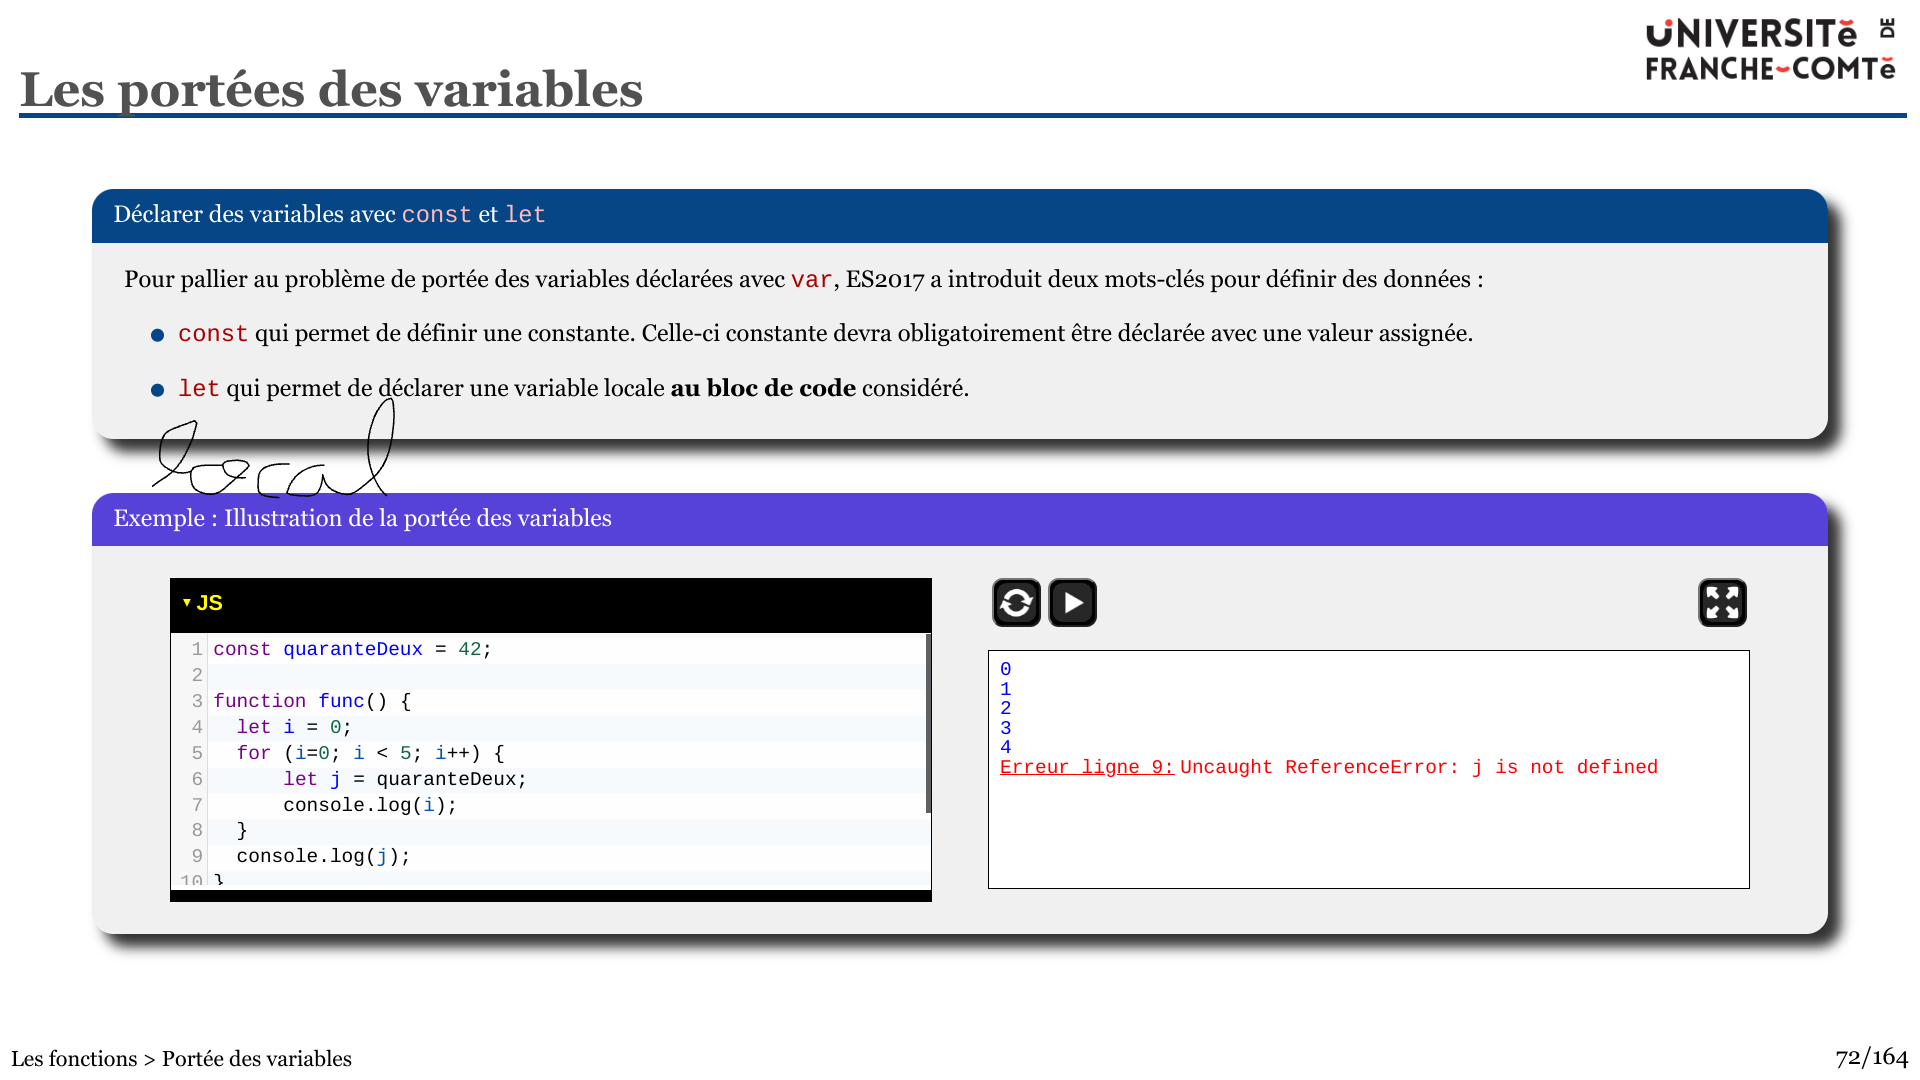 UNIVERSITĕ DE
FRANCHE-COMTĕ
Les portées des variables
Déclarer des variables avec const et let
Pour pallier au problème de portée des variables déclarées avec var, ES2017 a introduit deux mots-clés pour définir des données :
const qui permet de définir une constante. Celle-ci constante devra obligatoirement être déclarée avec une valeur assignée.
let qui permet de déclarer une variable locale au bloc de code considéré.
local
Exemple : Illustration de la portée des variables
▾ JS
1 const quaranteDeux = 42;
2
3 function func() {
4   let i = 0;
5   for (i=0; i < 5; i++) {
6       let j = quaranteDeux;
7       console.log(i);
8   }
9   console.log(j);
10 }
0
1
2
3
4
Erreur ligne 9: Uncaught ReferenceError: j is not defined
Les fonctions > Portée des variables
72/164